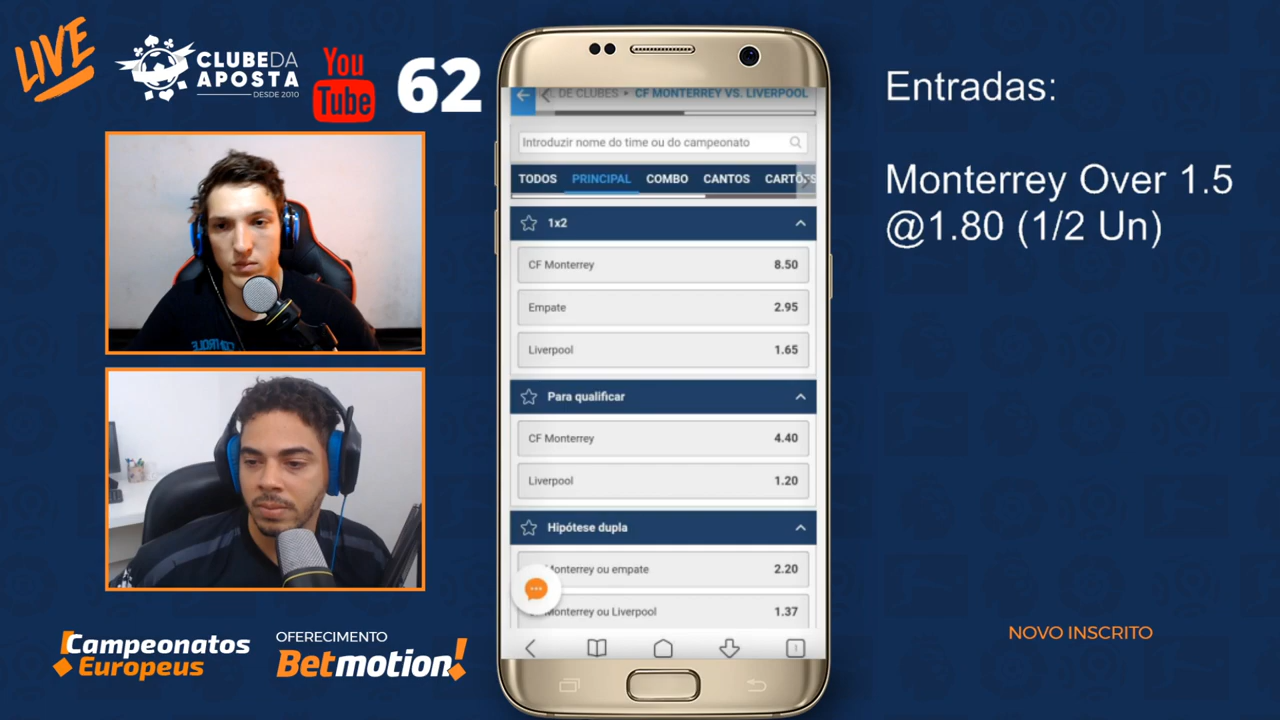 LIVE
CLUBE DA
APOSTA
DESDE 2010
You
Tube
62
DE CLUBES • CF MONTERREY VS. LIVERPOOL
Introduzir nome do time ou do campeonato
TODOS PRINCIPAL COMBO CANTOS CARTÕES
1x2
CF Monterrey 8.50
Empate 2.95
Liverpool 1.65
Para qualificar
CF Monterrey 4.40
Liverpool 1.20
Hipótese dupla
Monterrey ou empate 2.20
Monterrey ou Liverpool 1.37
1
Entradas:
Monterrey Over 1.5
@1.80 (1/2 Un)
Campeonatos
Europeus
OFERECIMENTO
Betmotion!
NOVO INSCRITO